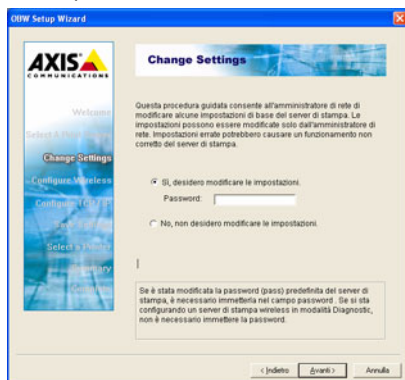 OBW Setup Wizard
AXIS
COMMUNICATIONS
Change Settings
Welcome
Select a Print
Change Settings
Configure Wireless
Configure TCP/IP
Select a Printer
Questa procedura guidata consente all'amministratore di rete di
modificare alcune impostazioni di base del server di stampa. Le
impostazioni possono essere modificate solo dall'amministratore di
rete. Impostazioni errate potrebbero causare un funzionamento non
corretto del server di stampa.
Sì, desidero modificare le impostazioni.
Password:
No, non desidero modificare le impostazioni.
Se è stata modificata la password (pass) predefinita del server di
stampa, è necessario immetterla nel campo password . Se si sta
configurando un server di stampa wireless in modalità Diagnostic,
non è necessario immettere la password.
< Indietro
Avanti >
Annulla